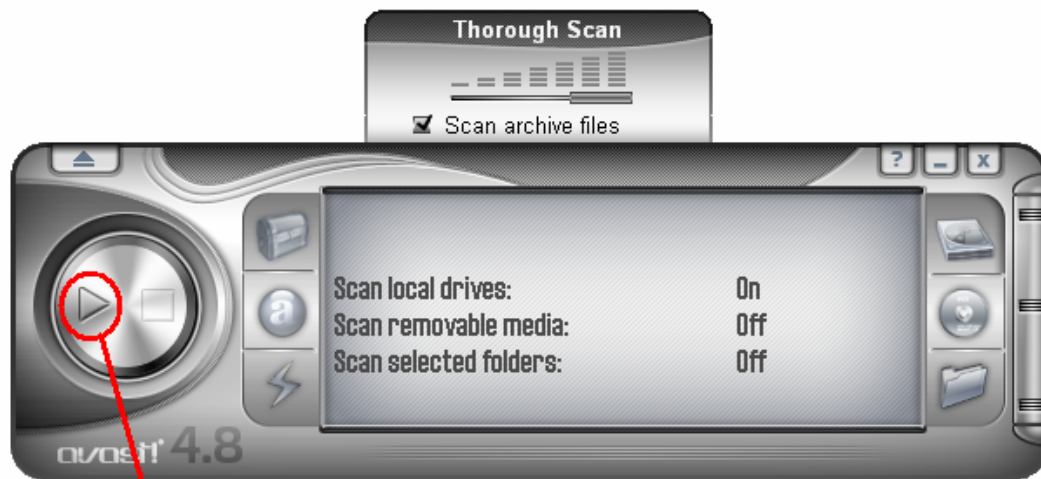 Thorough Scan
Scan archive files
?
x
Scan local drives: On
Scan removable media: Off
Scan selected folders: Off
a
avast! 4.8